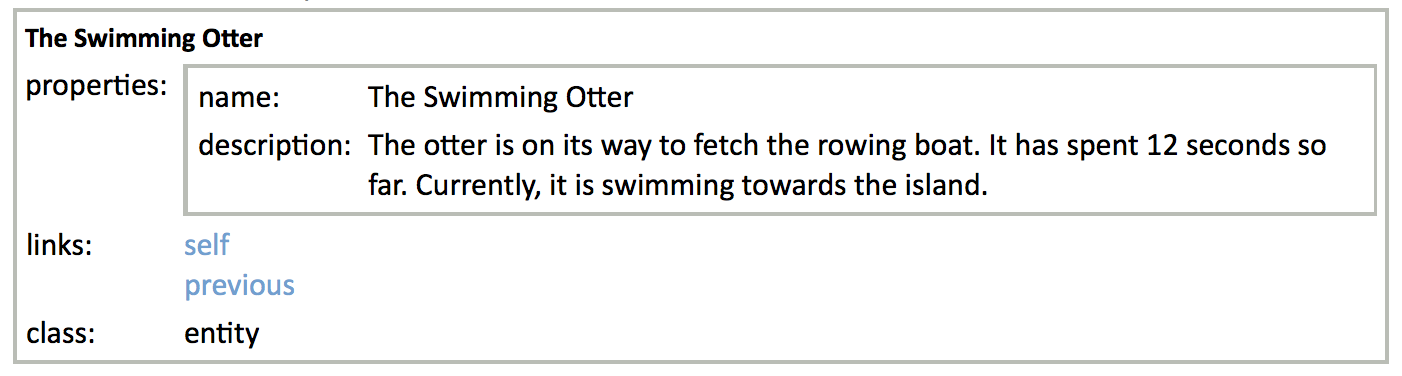 The Swimming Otter
properties:
name: The Swimming Otter
description: The otter is on its way to fetch the rowing boat. It has spent 12 seconds so
far. Currently, it is swimming towards the island.
links: self
previous
class: entity